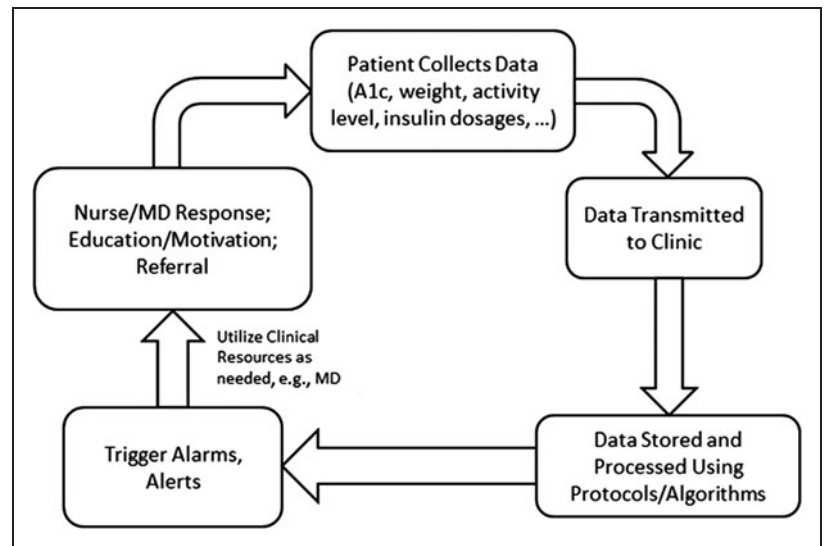 Patient Collects Data
(A1c, weight, activity
level, insulin dosages, ...)
Data Transmitted
to Clinic
Data Stored and
Processed Using
Protocols/Algorithms
Trigger Alarms,
Alerts
Utilize Clinical
Resources as
needed, e.g., MD
Nurse/MD Response;
Education/Motivation;
Referral